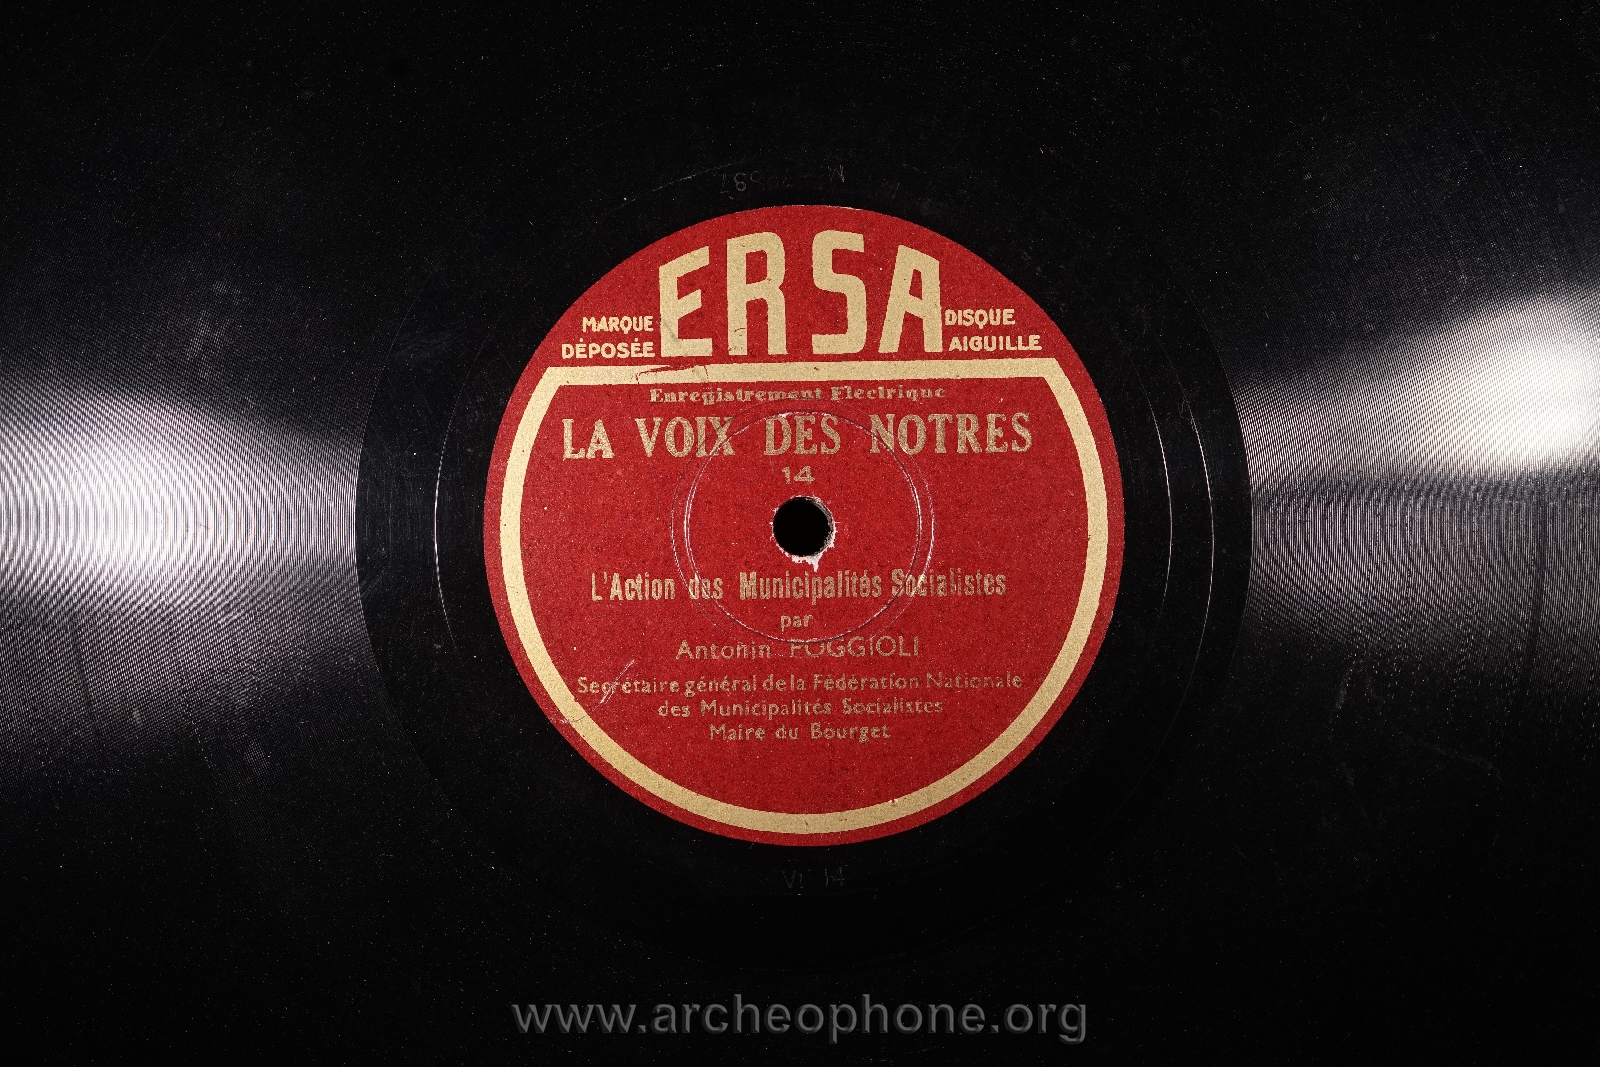 ERSA
MARQUE
DÉPOSÉE
DISQUE
AIGUILLE
Enregistrement Electrique
LA VOIX DES NOTRES
14
L'Action des Municipalités Socialistes
par
Antonin POGGIOLI
Secrétaire général de la Fédération Nationale
des Municipalités Socialistes
Maire du Bourget
14
www.archeophone.org